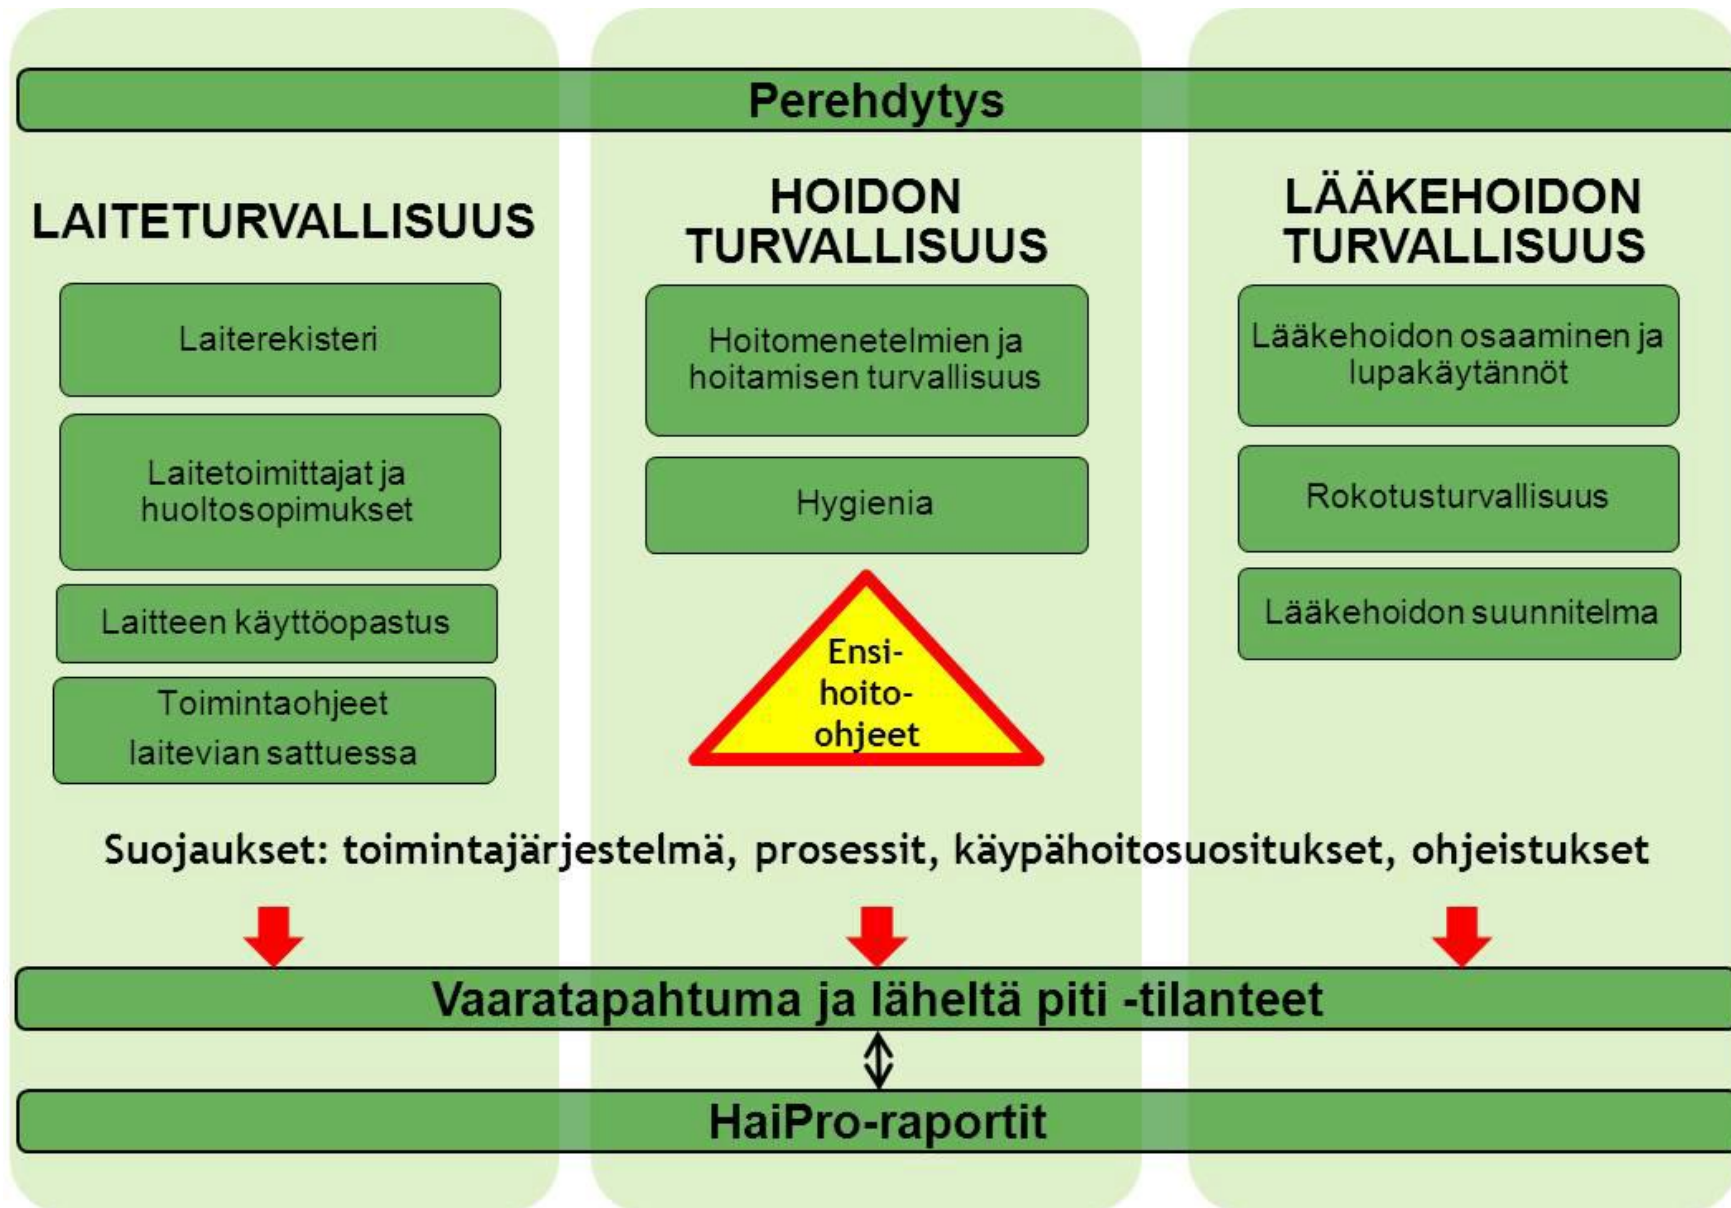 Perehdytys
LAITETURVALLISUUS
Laiterekisteri
Laitetoimittajat ja
huoltosopimukset
Laitteen käyttöopastus
Toimintaohjeet
laitevian sattuessa
HOIDON
TURVALLISUUS
Hoitomenetelmien ja
hoitamisen turvallisuus
Hygienia
Ensi-
hoito-
ohjeet
LÄÄKEHOIDON
TURVALLISUUS
Lääkehoidon osaaminen ja
lupakäytännöt
Rokotusturvallisuus
Lääkehoidon suunnitelma
Suojaukset: toimintajärjestelmä, prosessit, käypähoitosuositukset, ohjeistukset
Vaaratapahtuma ja läheltä piti -tilanteet
HaiPro-raportit